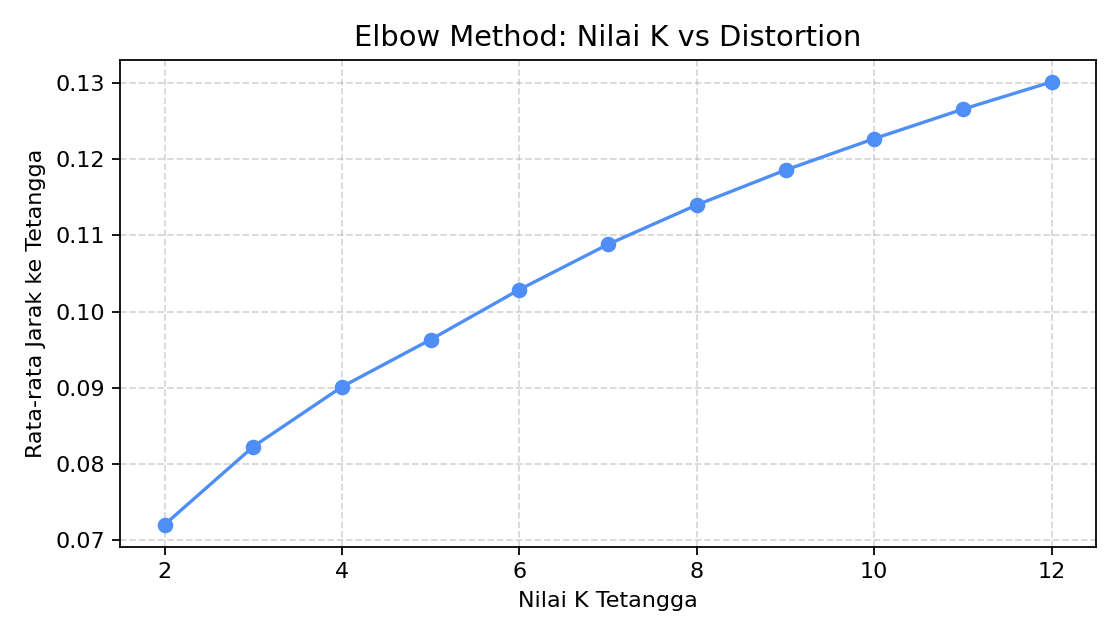 Elbow Method: Nilai K vs Distortion
Rata-rata Jarak ke Tetangga
0.13
0.12
0.11
0.10
0.09
0.08
0.07
2 4 6 8 10 12
Nilai K Tetangga